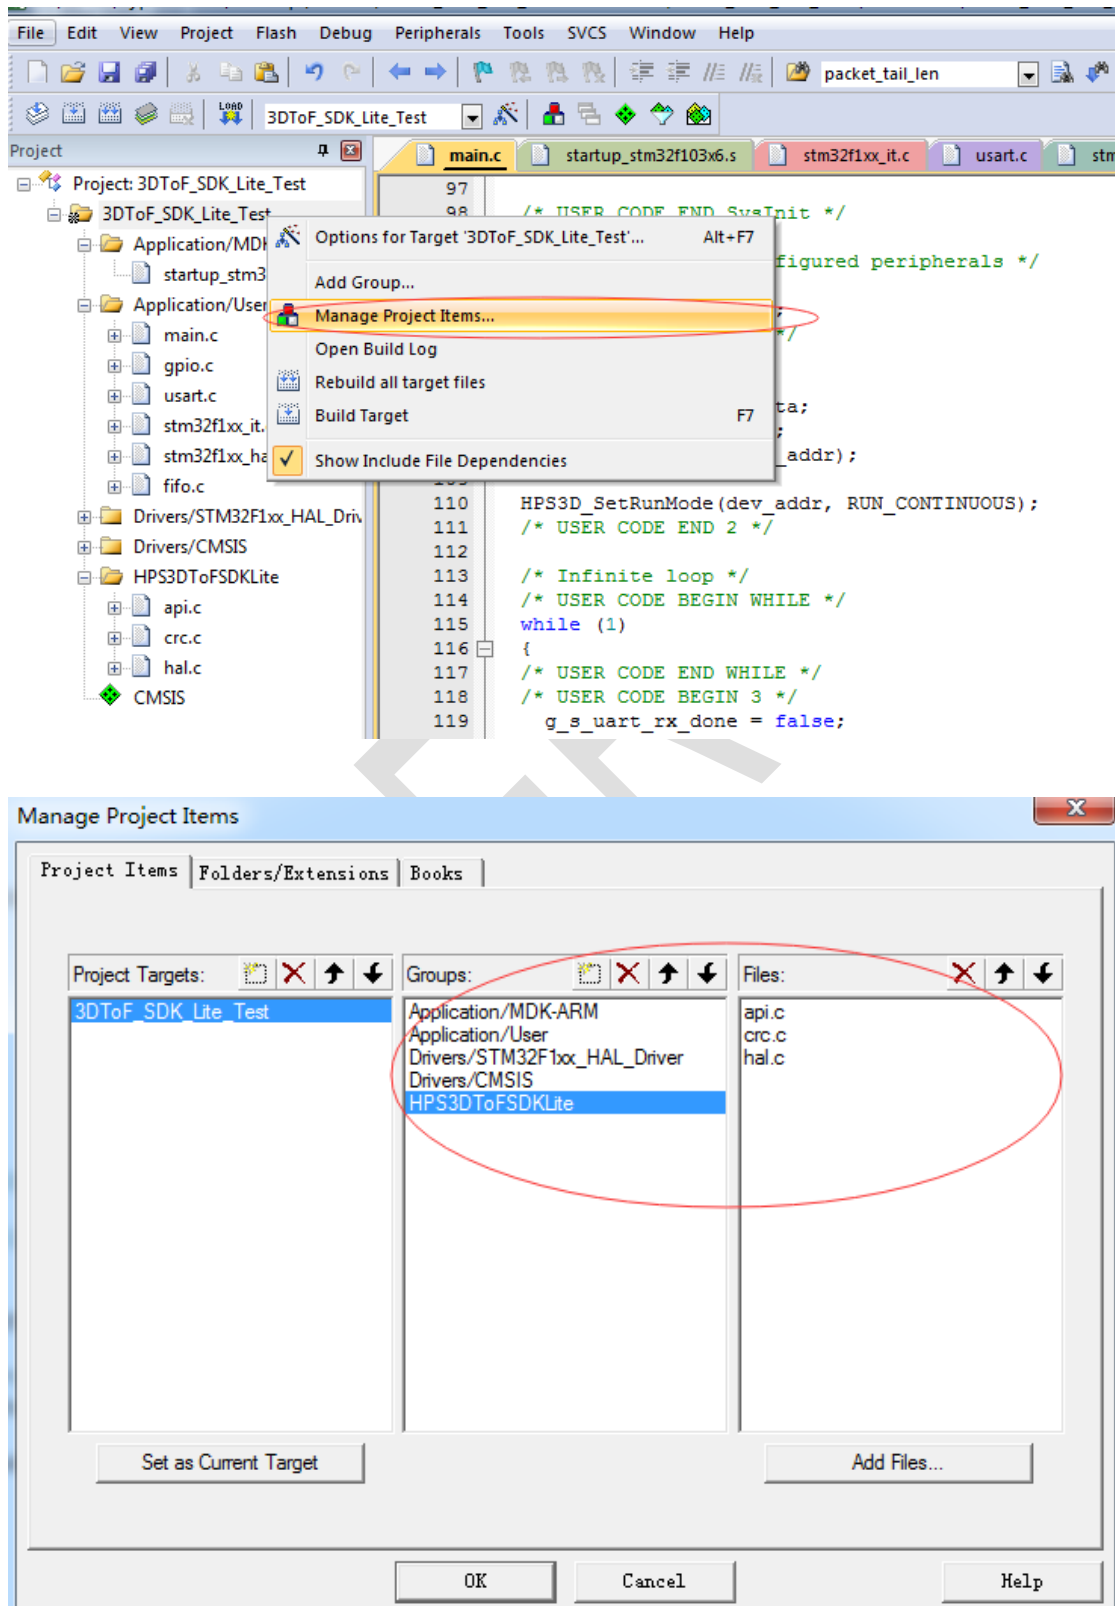 File Edit View Project Flash Debug Peripherals Tools SVCS Window Help
packet_tail_len
LOAD 3DToF_SDK_Lite_Test
Project
main.c startup_stm32f103x6.s stm32f1xx_it.c usart.c stm
Project: 3DToF_SDK_Lite_Test
3DToF_SDK_Lite_Test
Application/MDK
startup_stm3
Application/User
main.c
gpio.c
usart.c
stm32f1xx_it.
stm32f1xx_ha
fifo.c
Drivers/STM32F1xx_HAL_Driv
Drivers/CMSIS
HPS3DToFSDKLite
api.c
crc.c
hal.c
CMSIS
Options for Target '3DToF_SDK_Lite_Test'... Alt+F7
Add Group...
Manage Project Items...
Open Build Log
Rebuild all target files
Build Target F7
Show Include File Dependencies
97
98 /* USER CODE END SysInit */
figured peripherals */
;
*/
ta;
;
_addr);
109
110 HPS3D_SetRunMode(dev_addr, RUN_CONTINUOUS);
111 /* USER CODE END 2 */
112
113 /* Infinite loop */
114 /* USER CODE BEGIN WHILE */
115 while (1)
116 {
117 /* USER CODE END WHILE */
118 /* USER CODE BEGIN 3 */
119 g_s_uart_rx_done = false;
Manage Project Items
Project Items Folders/Extensions Books
Project Targets: Groups: Files:
3DToF_SDK_Lite_Test
Application/MDK-ARM
Application/User
Drivers/STM32F1xx_HAL_Driver
Drivers/CMSIS
HPS3DToFSDKLite
api.c
crc.c
hal.c
Set as Current Target Add Files...
OK Cancel Help